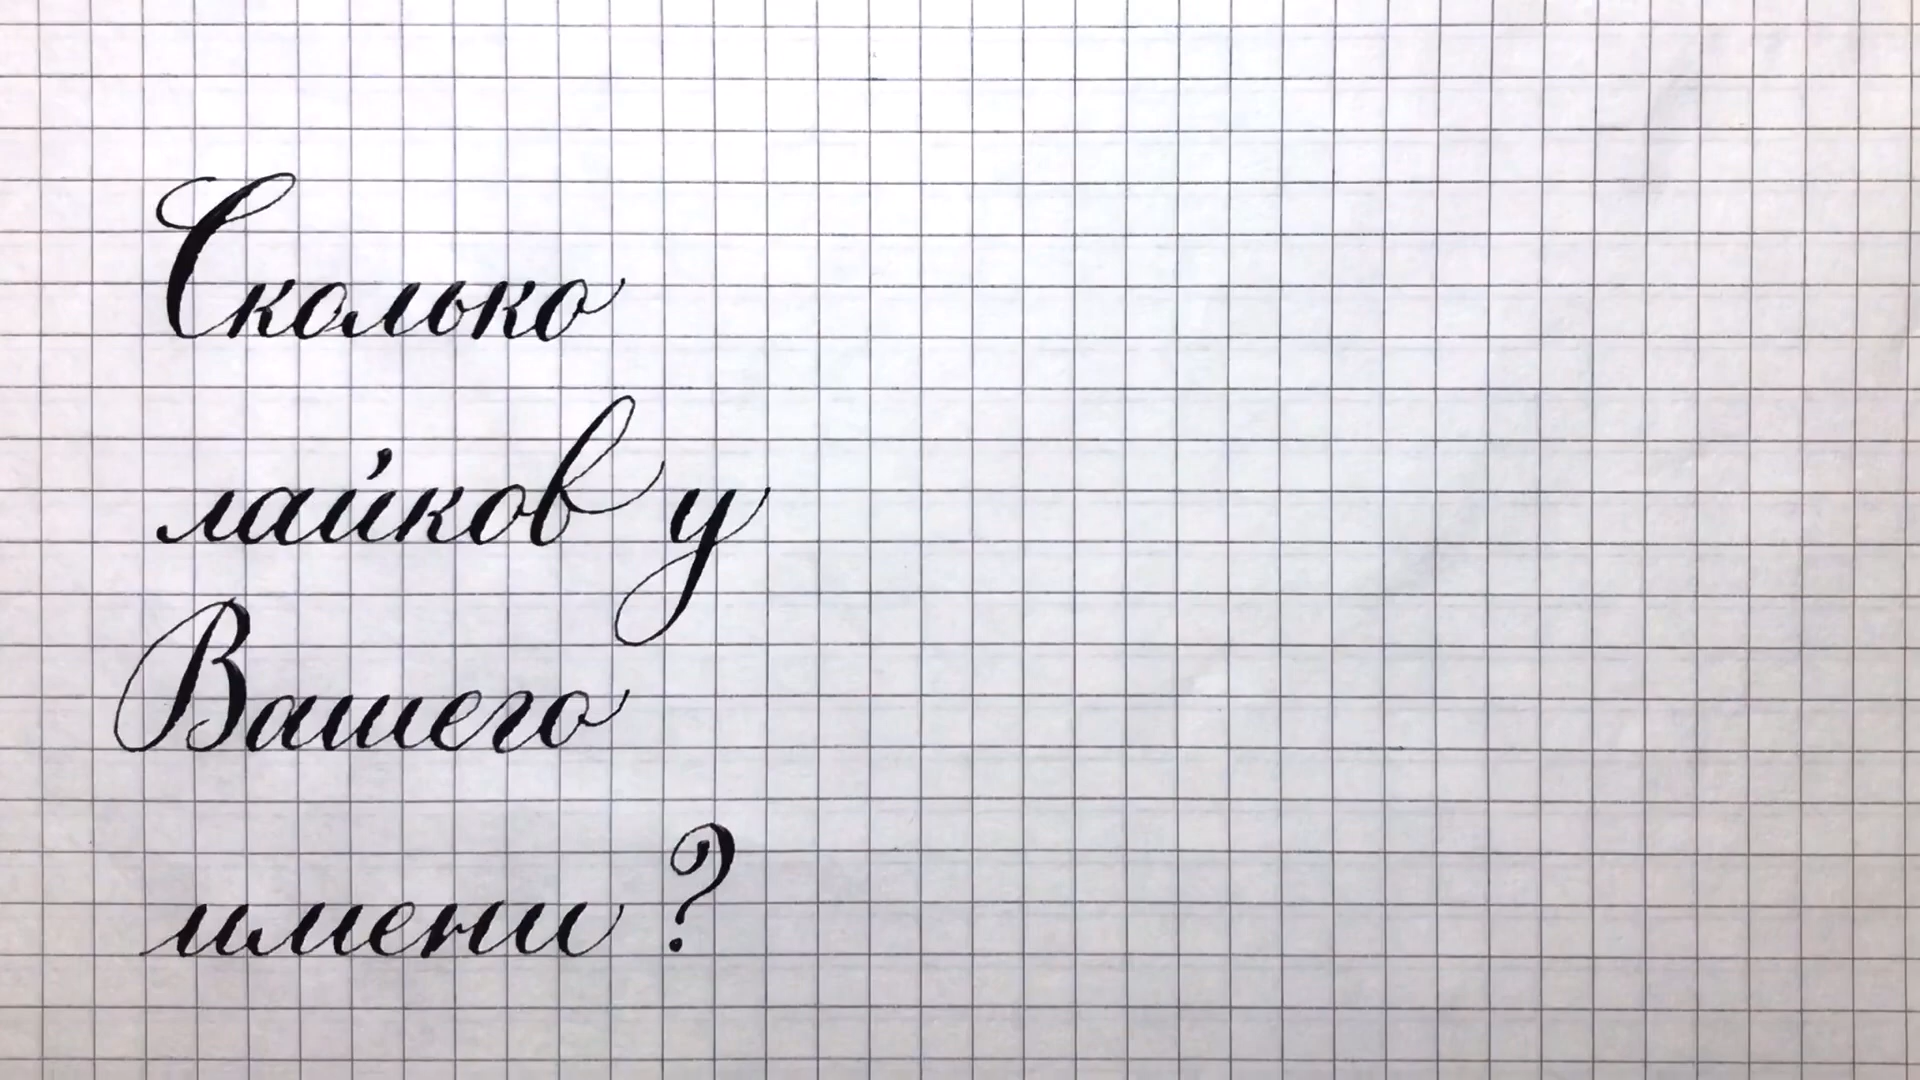 Сколько
лайков у
Вашего
имени ?